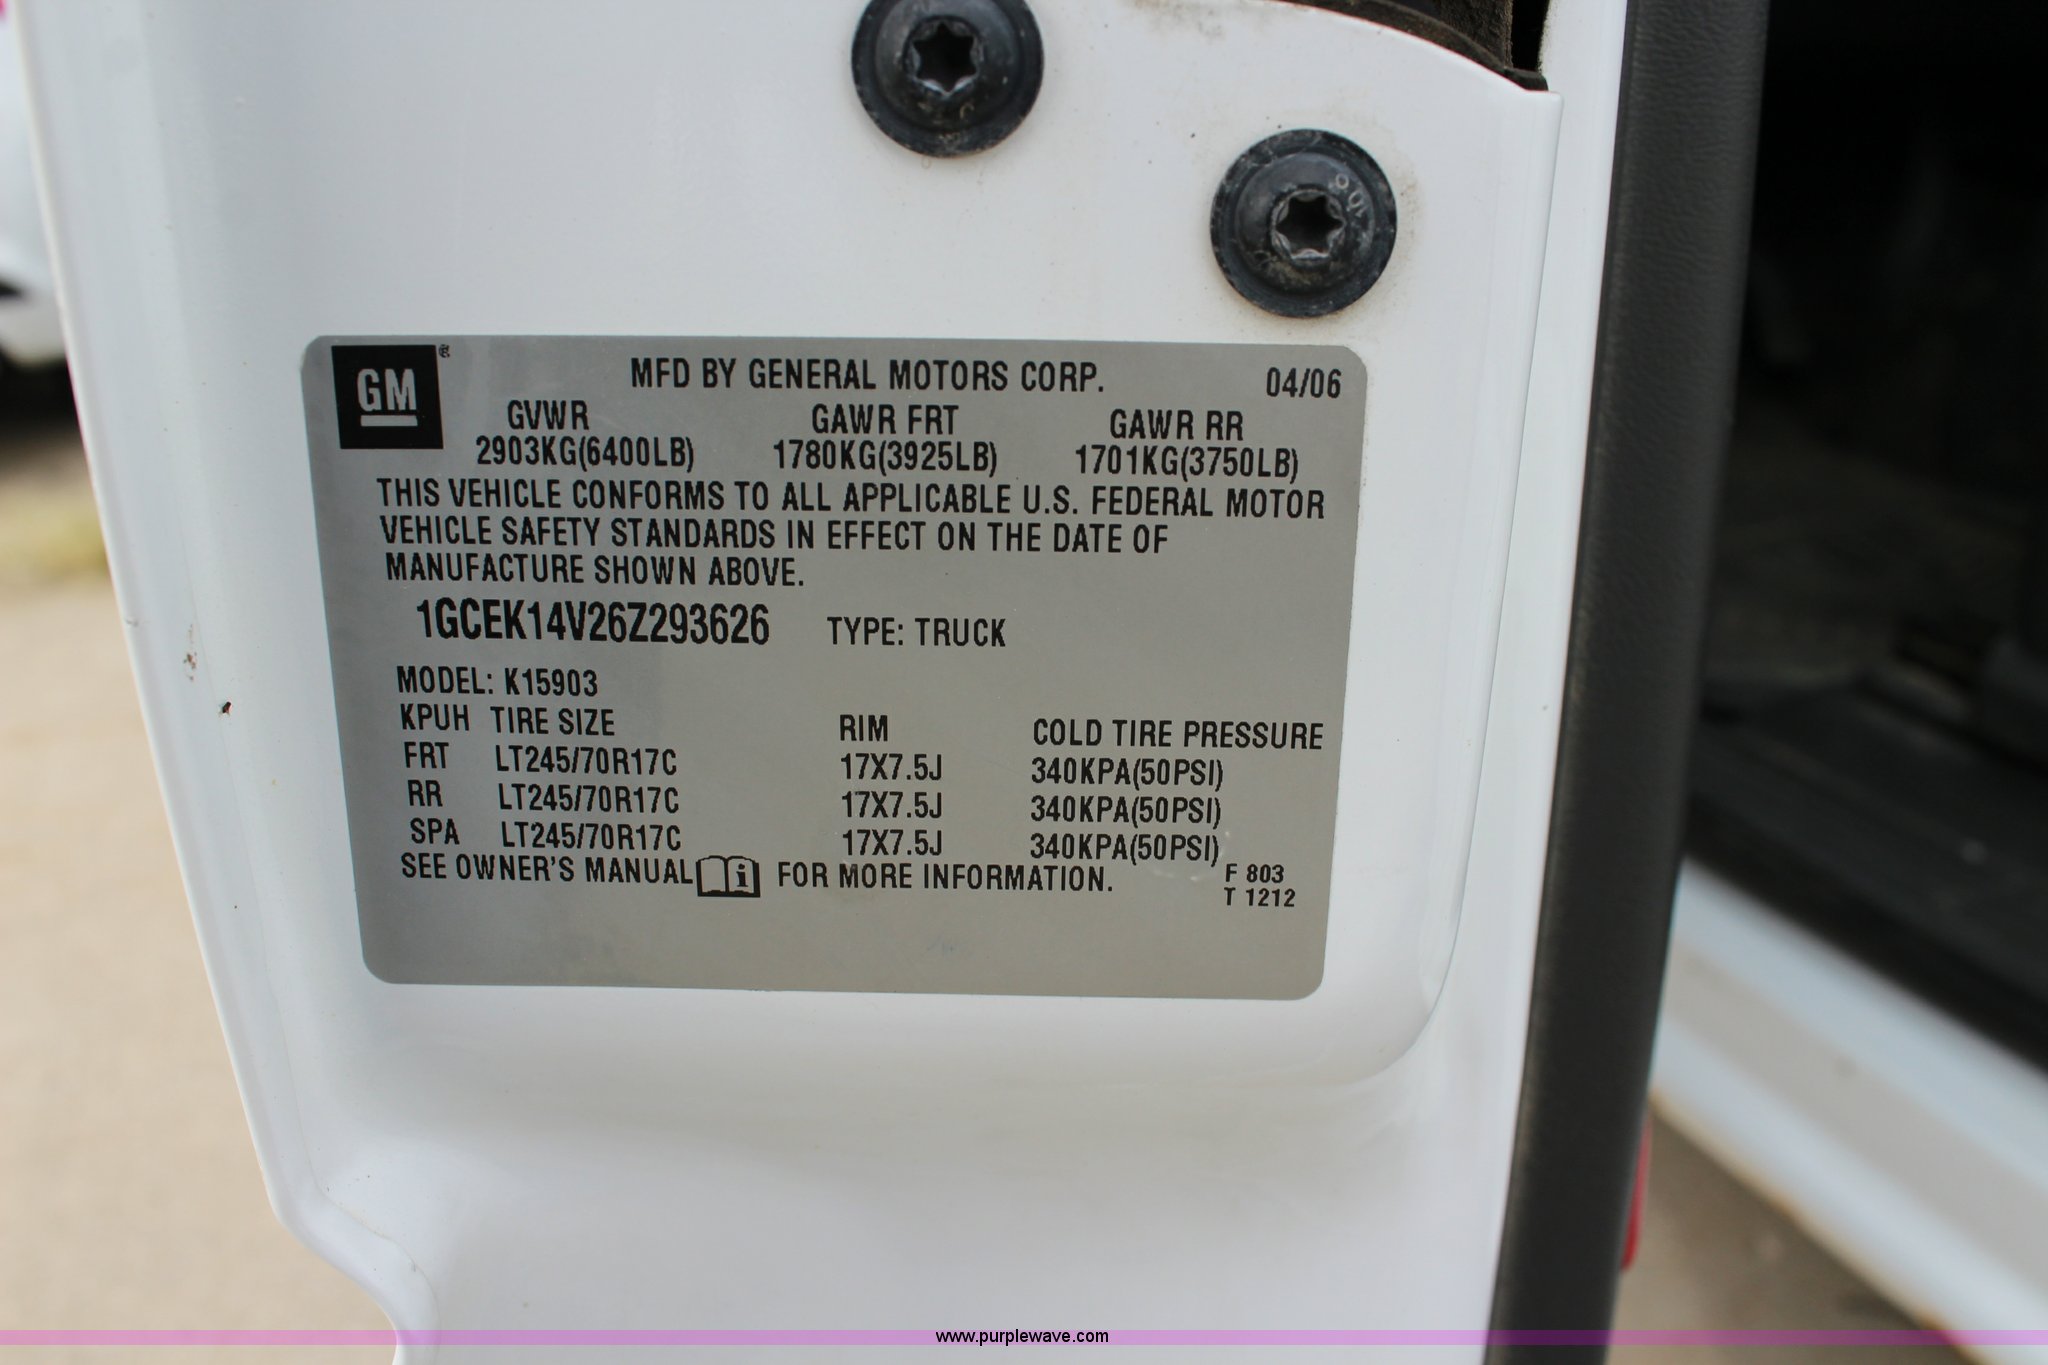 GM
MFD BY GENERAL MOTORS CORP. 04/06
GVWR GAWR FRT GAWR RR
2903KG(6400LB) 1780KG(3925LB) 1701KG(3750LB)
THIS VEHICLE CONFORMS TO ALL APPLICABLE U.S. FEDERAL MOTOR
VEHICLE SAFETY STANDARDS IN EFFECT ON THE DATE OF
MANUFACTURE SHOWN ABOVE.
1GCEK14V26Z293626 TYPE: TRUCK
MODEL: K15903
KPUH TIRE SIZE RIM COLD TIRE PRESSURE
FRT LT245/70R17C 17X7.5J 340KPA(50PSI)
RR LT245/70R17C 17X7.5J 340KPA(50PSI)
SPA LT245/70R17C 17X7.5J 340KPA(50PSI)
SEE OWNER'S MANUAL i FOR MORE INFORMATION.
F 803
T 1212
www.purplewave.com